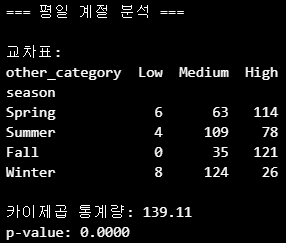 === 평일 계절 분석 ===
교차표:
other_category  Low  Medium  High
season
Spring            6      63   114
Summer            4     109    78
Fall              0      35   121
Winter            8     124    26
카이제곱 통계량: 139.11
p-value: 0.0000